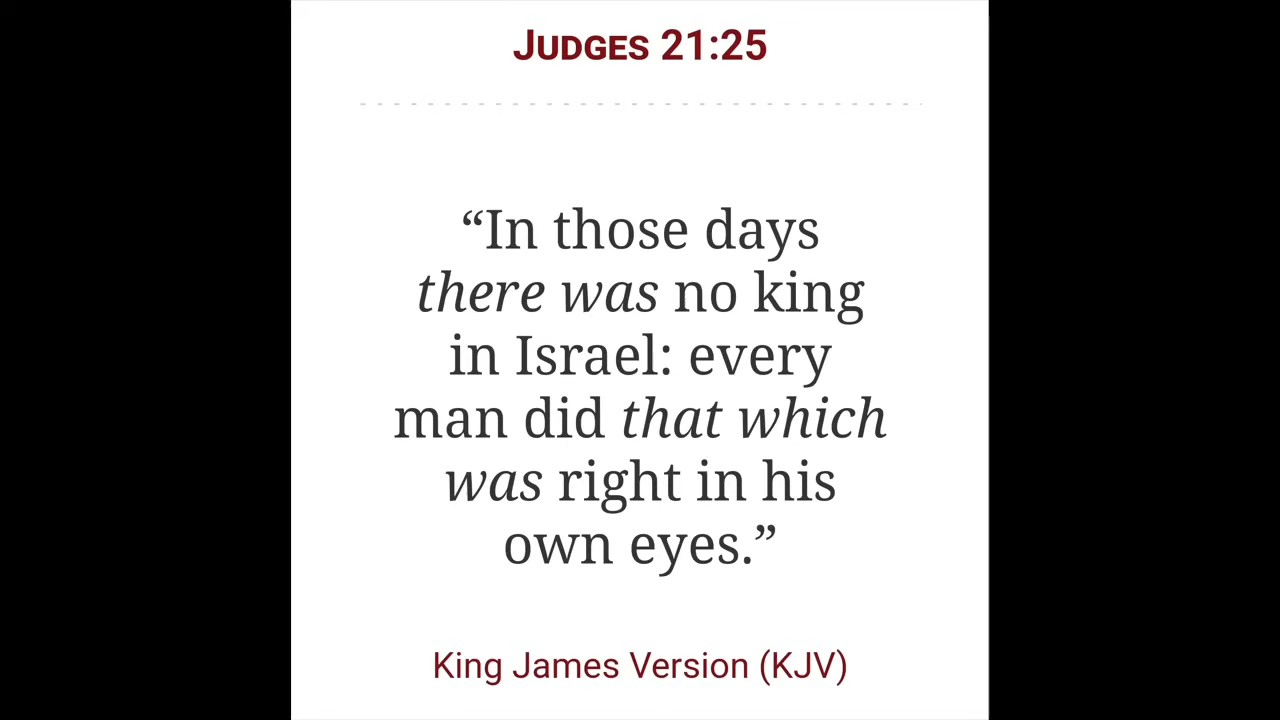 JUDGES 21:25
“In those days
there was no king
in Israel: every
man did that which
was right in his
own eyes.”
King James Version (KJV)